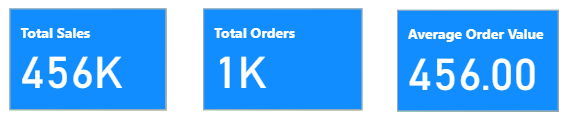 Total Sales
456K
Total Orders
1K
Average Order Value
456.00